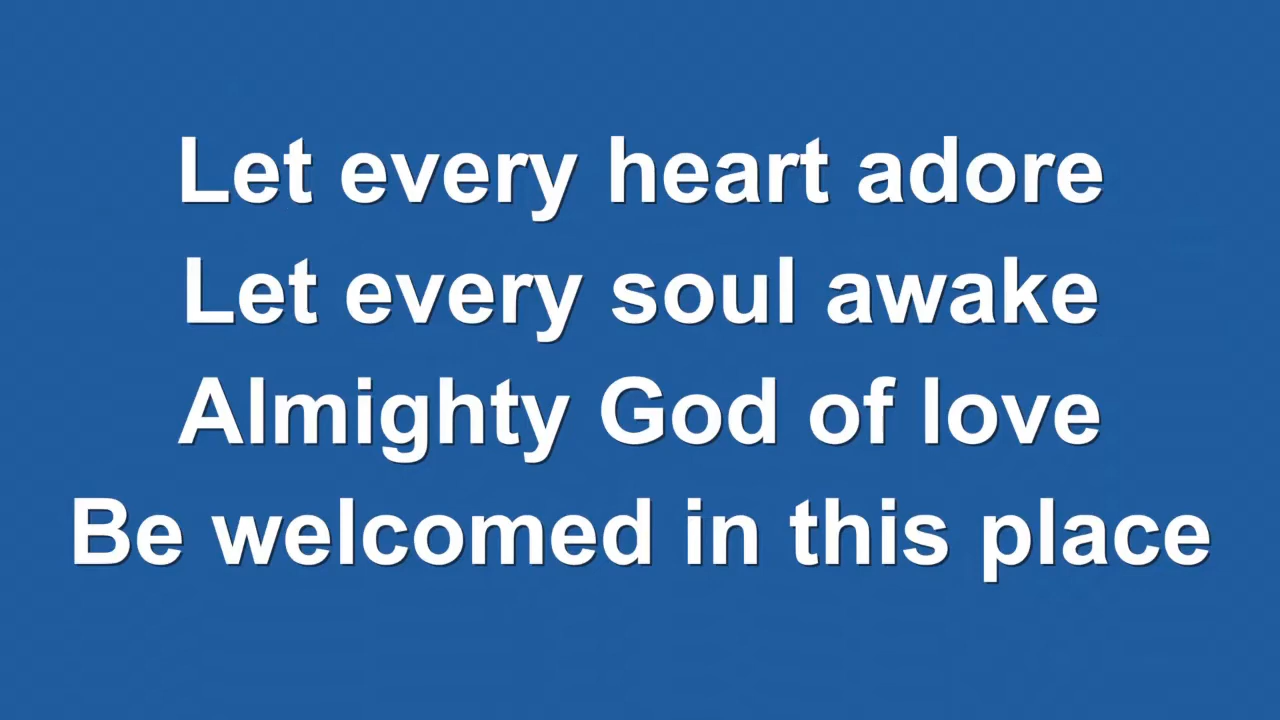 Let every heart adore
Let every soul awake
Almighty God of love
Be welcomed in this place